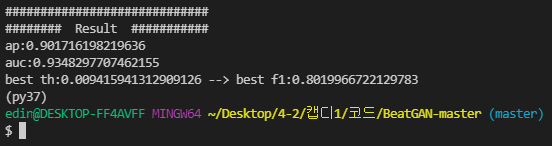 ############################
########  Result  ###########
ap:0.901716198219636
auc:0.9348297707462155
best th:0.009415941312909126 --> best f1:0.8019966722129783
(py37)
edin@DESKTOP-FF4AVFF MINGW64 ~/Desktop/4-2/캡디1/코드/BeatGAN-master (master)
$